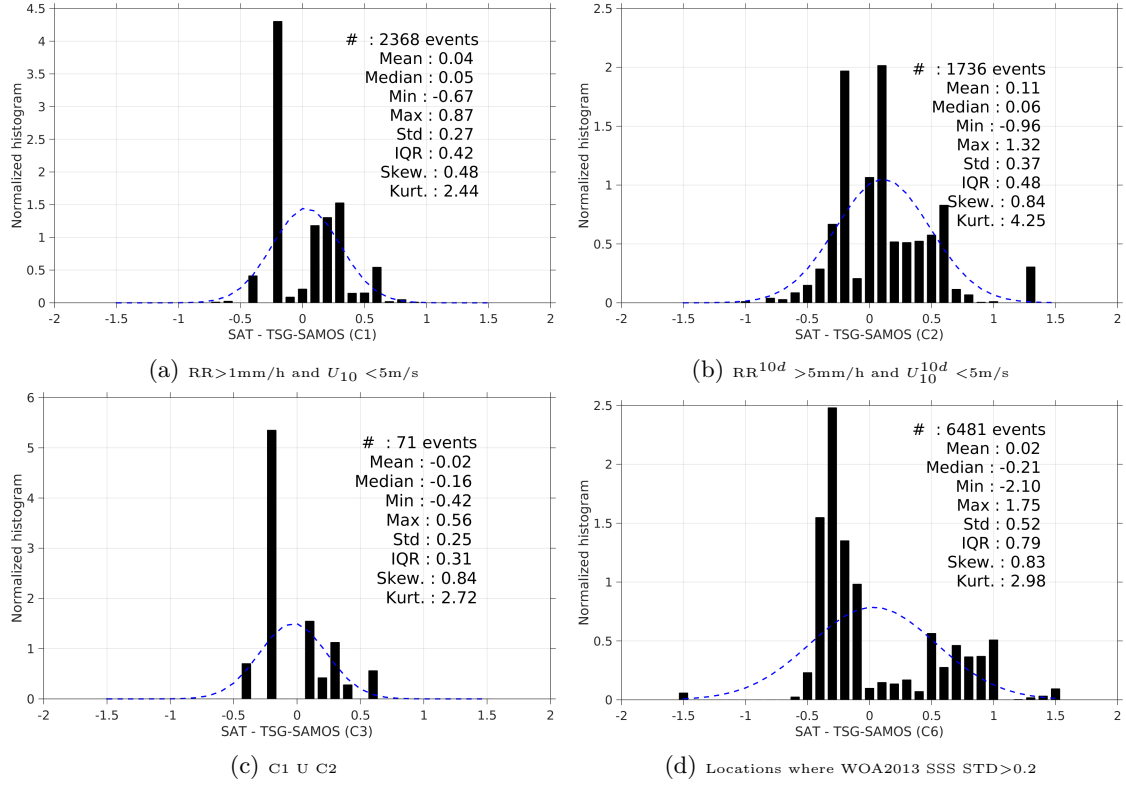 4.5
4
3.5
3
2.5
2
1.5
1
0.5
0
Normalized histogram
# : 2368 events
Mean : 0.04
Median : 0.05
Min : -0.67
Max : 0.87
Std : 0.27
IQR : 0.42
Skew. : 0.48
Kurt. : 2.44
-2 -1.5 -1 -0.5 0 0.5 1 1.5 2
SAT - TSG-SAMOS (C1)
(a) RR>1mm/h and U10 <5m/s
2.5
2
1.5
1
0.5
0
Normalized histogram
# : 1736 events
Mean : 0.11
Median : 0.06
Min : -0.96
Max : 1.32
Std : 0.37
IQR : 0.48
Skew. : 0.84
Kurt. : 4.25
-2 -1.5 -1 -0.5 0 0.5 1 1.5 2
SAT - TSG-SAMOS (C2)
(b) RR^10d >5mm/h and U10^10d <5m/s
6
5
4
3
2
1
0
Normalized histogram
# : 71 events
Mean : -0.02
Median : -0.16
Min : -0.42
Max : 0.56
Std : 0.25
IQR : 0.31
Skew. : 0.84
Kurt. : 2.72
-2 -1.5 -1 -0.5 0 0.5 1 1.5 2
SAT - TSG-SAMOS (C3)
(c) C1 U C2
2.5
2
1.5
1
0.5
0
Normalized histogram
# : 6481 events
Mean : 0.02
Median : -0.21
Min : -2.10
Max : 1.75
Std : 0.52
IQR : 0.79
Skew. : 0.83
Kurt. : 2.98
-2 -1.5 -1 -0.5 0 0.5 1 1.5 2
SAT - TSG-SAMOS (C6)
(d) Locations where WOA2013 SSS STD>0.2